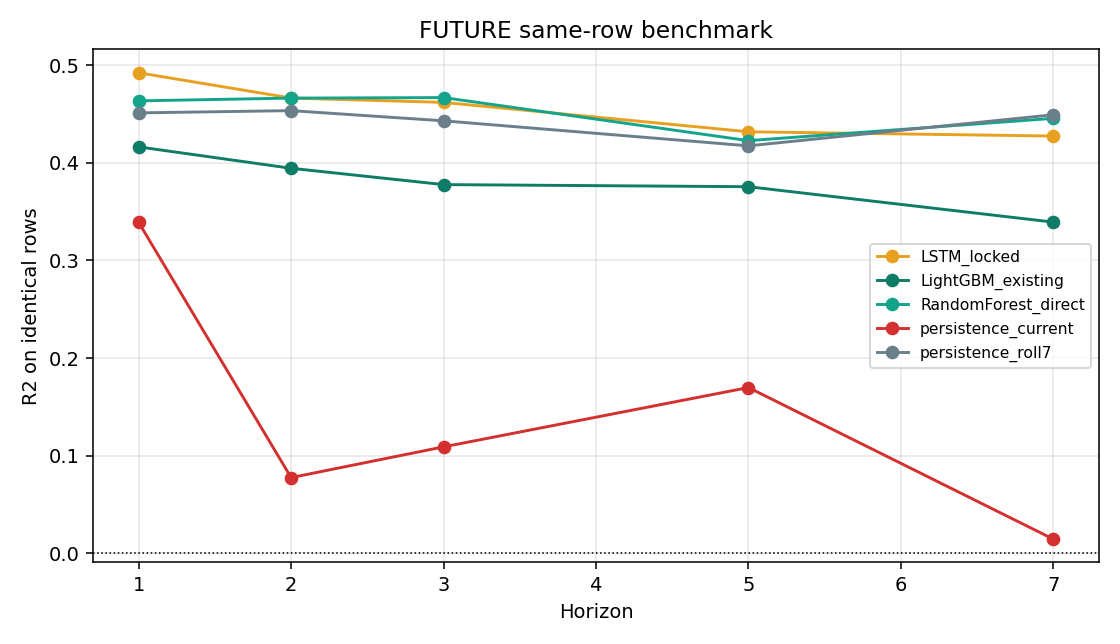 FUTURE same-row benchmark
R2 on identical rows
0.5
0.4
0.3
0.2
0.1
0.0
LSTM_locked
LightGBM_existing
RandomForest_direct
persistence_current
persistence_roll7
1 2 3 4 5 6 7
Horizon